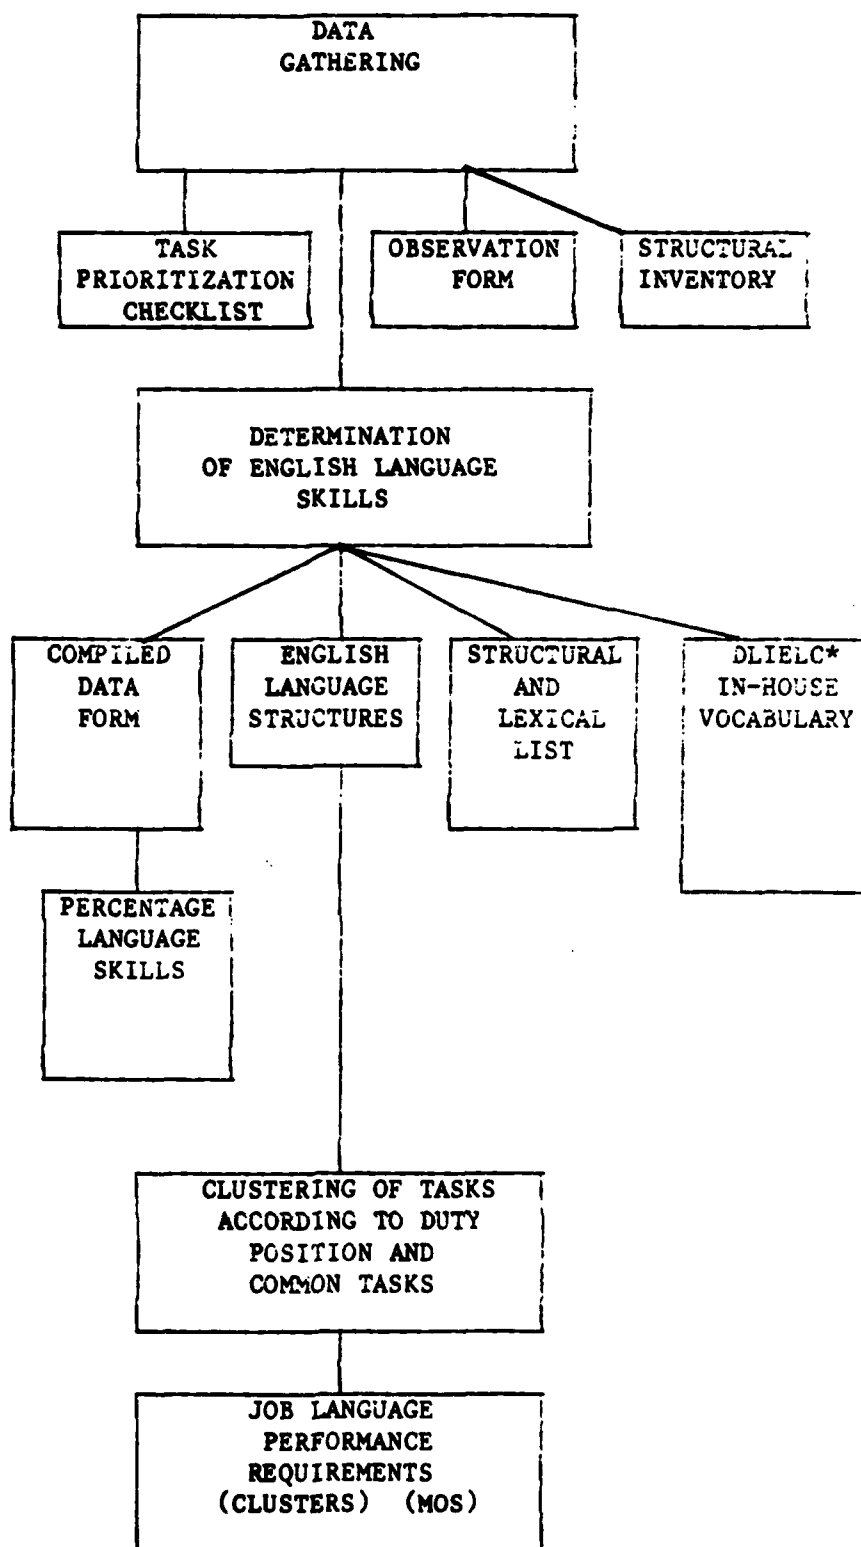 DATA
GATHERING
TASK
PRIORITIZATION
CHECKLIST
OBSERVATION
FORM
STRUCTURAL
INVENTORY
DETERMINATION
OF ENGLISH LANGUAGE
SKILLS
COMPILED
DATA
FORM
ENGLISH
LANGUAGE
STRUCTURES
STRUCTURAL
AND
LEXICAL
LIST
DLIELC*
IN-HOUSE
VOCABULARY
PERCENTAGE
LANGUAGE
SKILLS
CLUSTERING OF TASKS
ACCORDING TO DUTY
POSITION AND
COMMON TASKS
JOB LANGUAGE
PERFORMANCE
REQUIREMENTS
(CLUSTERS) (MOS)